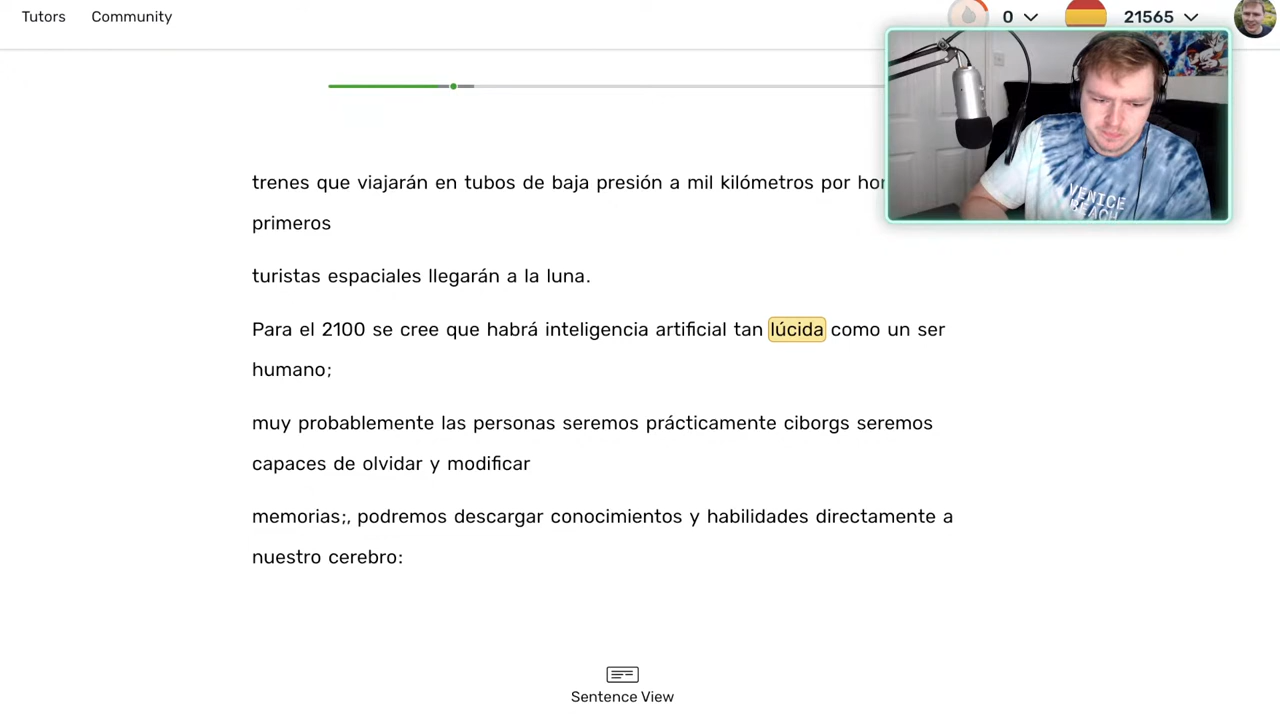 Tutors Community 0 21565
trenes que viajarán en tubos de baja presión a mil kilómetros por
primeros
turistas espaciales llegarán a la luna.
Para el 2100 se cree que habrá inteligencia artificial tan lúcida como un ser
humano;
muy probablemente las personas seremos prácticamente ciborgs seremos
capaces de olvidar y modificar
memorias;, podremos descargar conocimientos y habilidades directamente a
nuestro cerebro:
Sentence View
VENICE
BEACH